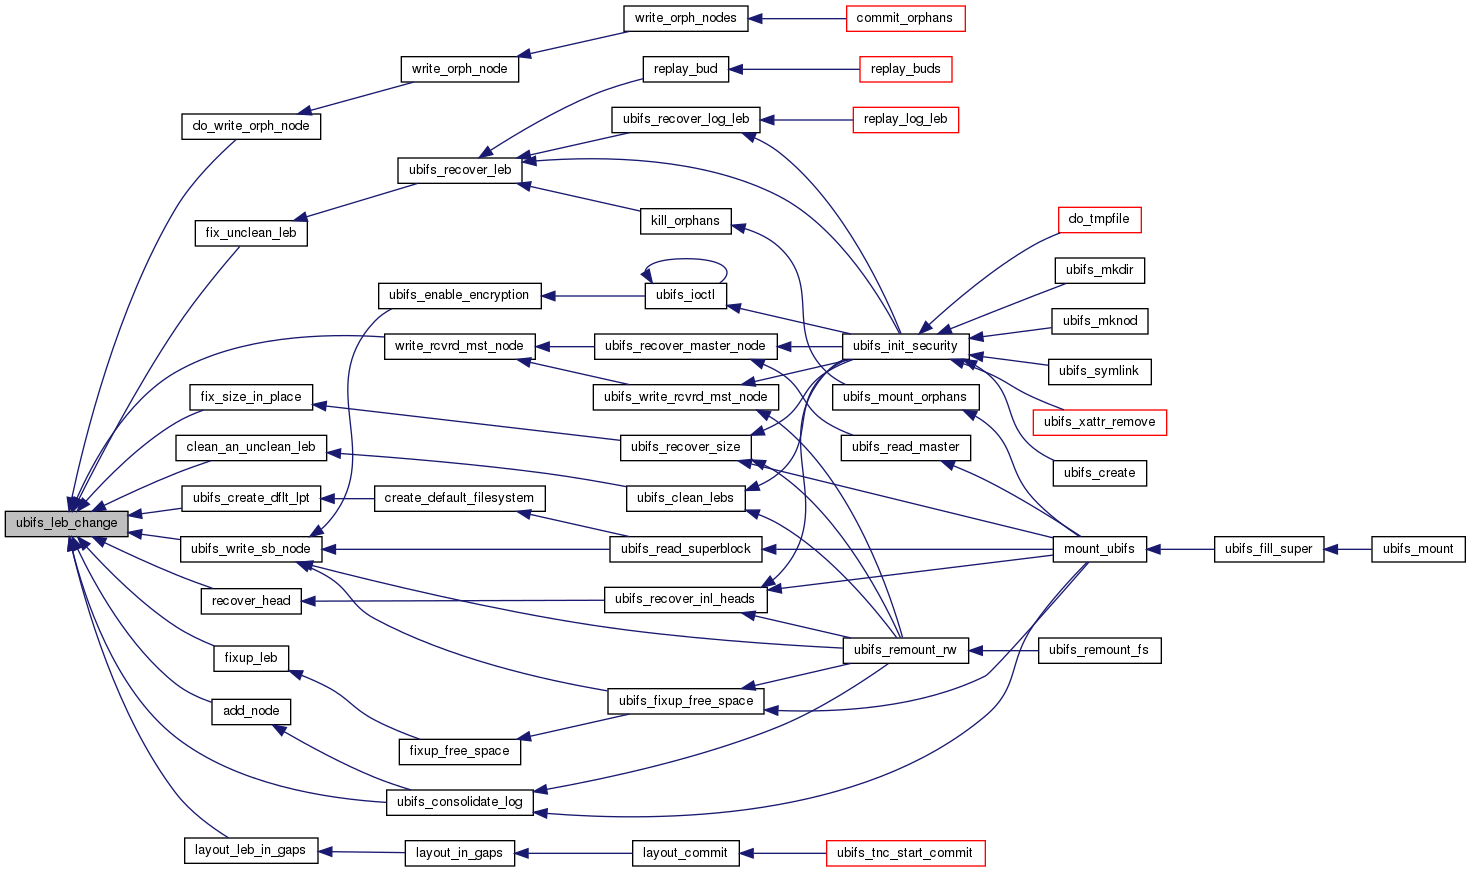 write_orph_nodes
commit_orphans
write_orph_node
replay_bud
replay_buds
do_write_orph_node
ubifs_recover_log_leb
replay_log_leb
ubifs_recover_leb
kill_orphans
do_tmpfile
fix_unclean_leb
ubifs_mkdir
ubifs_enable_encryption
ubifs_ioctl
ubifs_mknod
write_rcvrd_mst_node
ubifs_recover_master_node
ubifs_init_security
ubifs_symlink
fix_size_in_place
ubifs_write_rcvrd_mst_node
ubifs_mount_orphans
ubifs_xattr_remove
clean_an_unclean_leb
ubifs_recover_size
ubifs_read_master
ubifs_create
ubifs_create_dflt_lpt
create_default_filesystem
ubifs_clean_lebs
ubifs_leb_change
ubifs_write_sb_node
ubifs_read_superblock
mount_ubifs
ubifs_fill_super
ubifs_mount
recover_head
ubifs_recover_inl_heads
fixup_leb
ubifs_remount_rw
ubifs_remount_fs
add_node
ubifs_fixup_free_space
fixup_free_space
ubifs_consolidate_log
layout_leb_in_gaps
layout_in_gaps
layout_commit
ubifs_tnc_start_commit